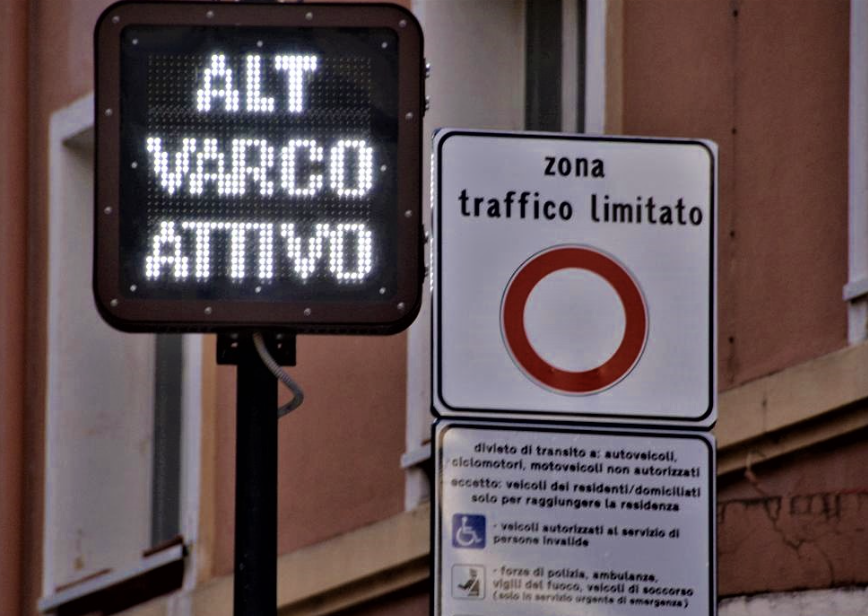 ALT
VARCO
ATTIVO
zona
traffico limitato
divieto di transito a: autoveicoli,
ciclomotori, motoveicoli non autorizzati
eccetto: veicoli dei residenti/domiciliati
solo per raggiungere la residenza
- veicoli autorizzati al servizio di
persone invalide
- forze di polizia, ambulanze,
vigili del fuoco, veicoli di soccorso
(solo in servizio urgente di emergenza)